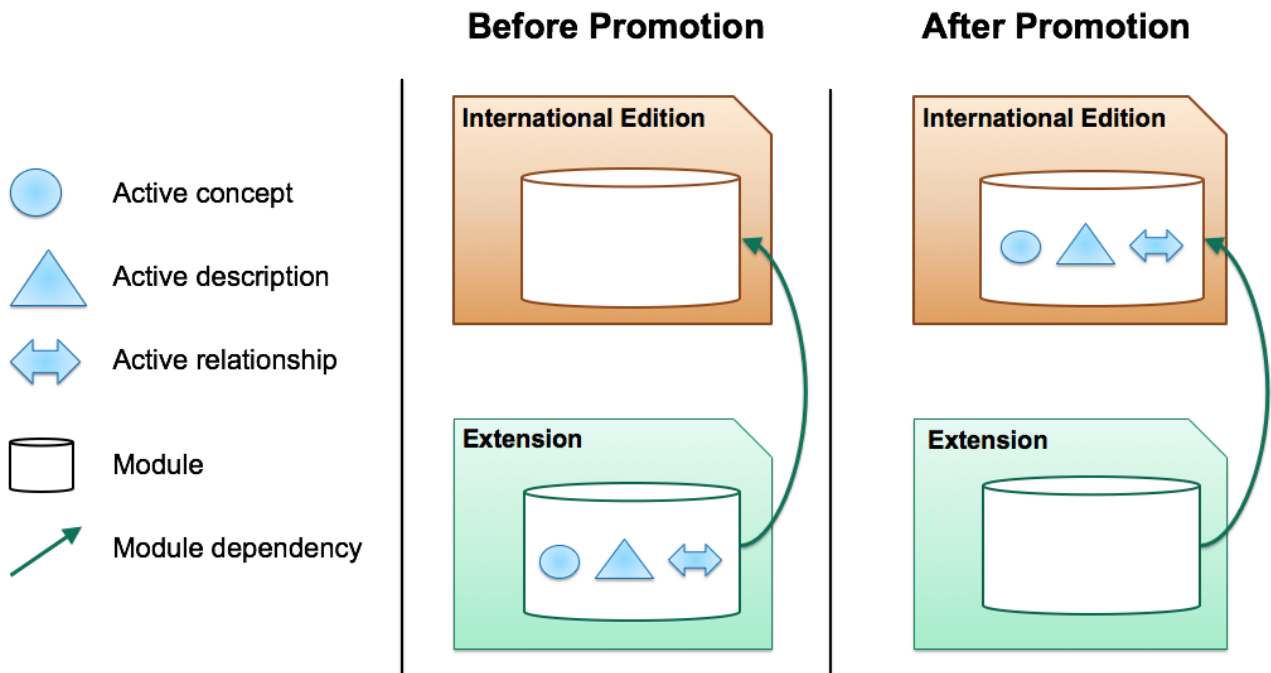 Before Promotion
After Promotion
International Edition
International Edition
Active concept
Active description
Active relationship
Extension
Extension
Module
Module dependency